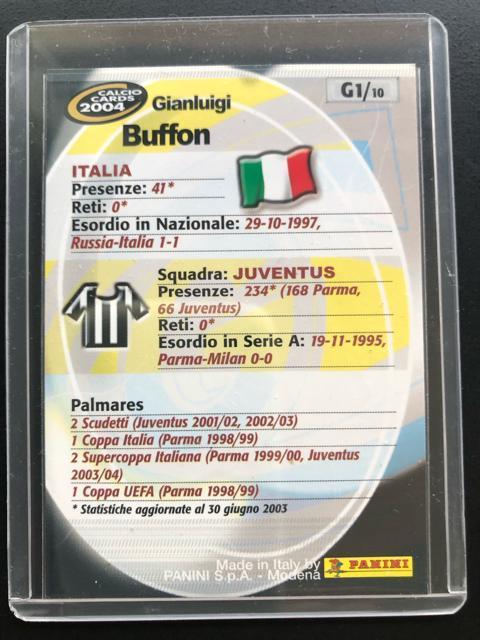 CALCIO
CARDS
2004
G1/10
Gianluigi
Buffon
ITALIA
Presenze: 41*
Reti: 0*
Esordio in Nazionale: 29-10-1997,
Russia-Italia 1-1
Squadra: JUVENTUS
Presenze: 234* (168 Parma,
66 Juventus)
Reti: 0*
Esordio in Serie A: 19-11-1995,
Parma-Milan 0-0
Palmares
2 Scudetti (Juventus 2001/02, 2002/03)
1 Coppa Italia (Parma 1998/99)
2 Supercoppa Italiana (Parma 1999/00, Juventus
2003/04)
1 Coppa UEFA (Parma 1998/99)
* Statistiche aggiornate al 30 giugno 2003
Made in Italy by
PANINI S.p.A. - Modena
PANINI